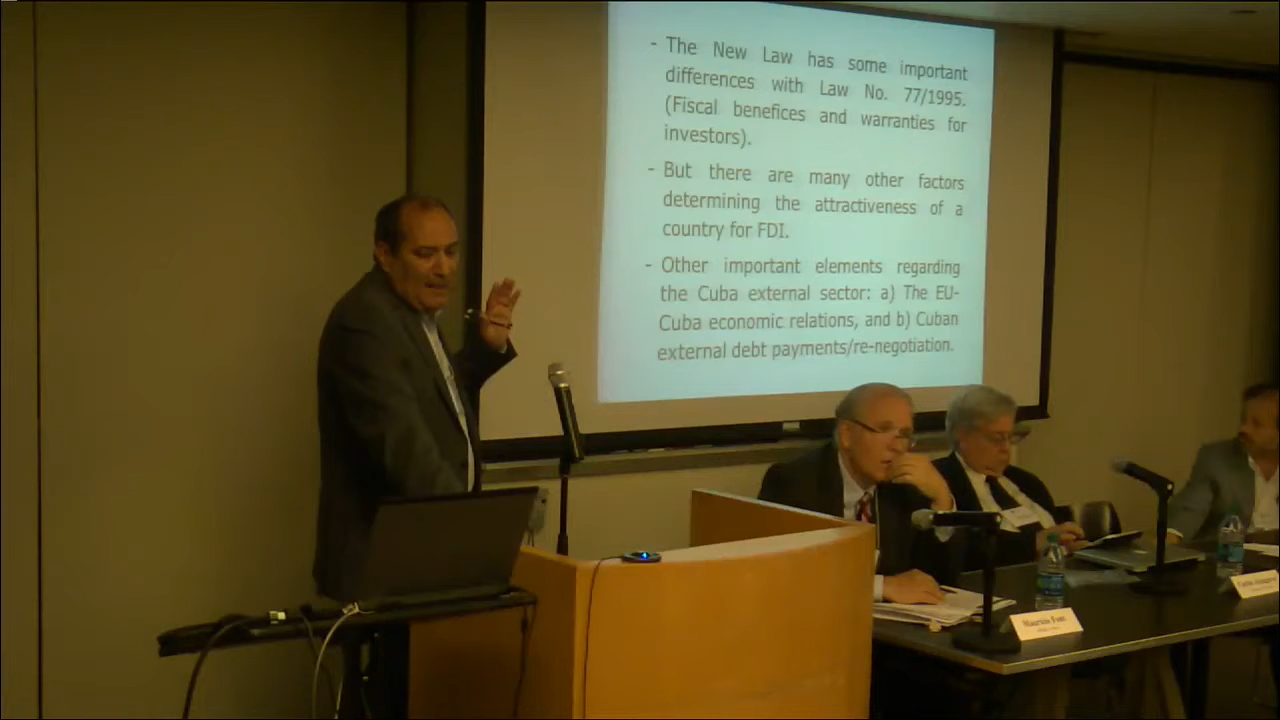 - The New Law has some important
differences with Law No. 77/1995.
(Fiscal benefices and warranties for
investors).
- But there are many other factors
determining the attractiveness of a
country for FDI.
- Other important elements regarding
the Cuba external sector: a) The EU-
Cuba economic relations, and b) Cuban
external debt payments/re-negotiation.
Mauricio Font